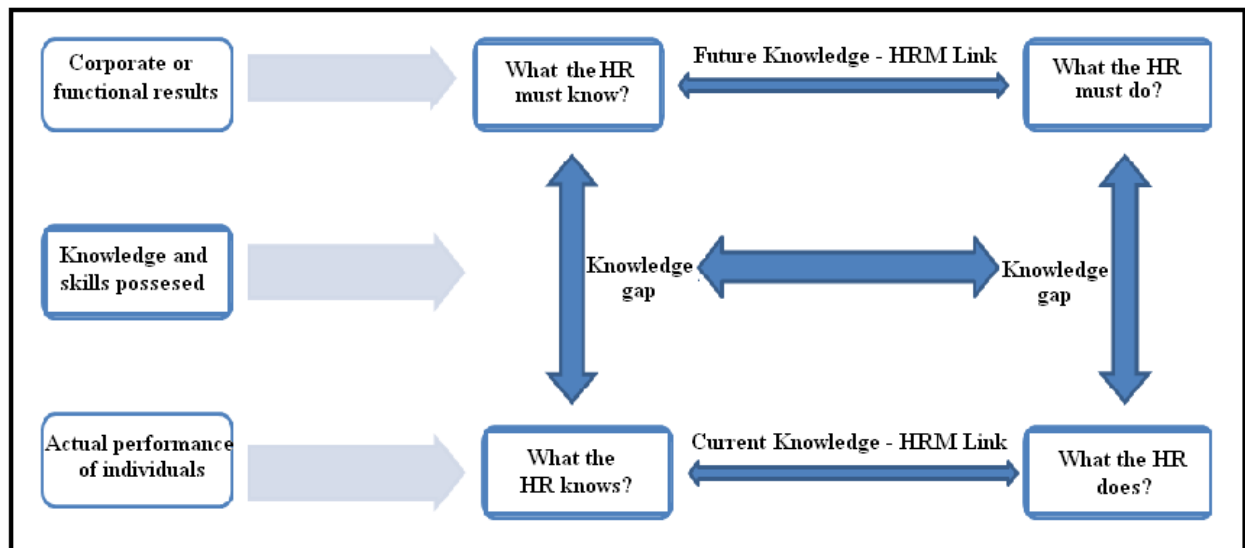 Corporate or
functional results
What the HR
must know?
Future Knowledge - HRM Link
What the HR
must do?
Knowledge and
skills possesed
Knowledge
gap
Knowledge
gap
Actual performance
of individuals
What the
HR knows?
Current Knowledge - HRM Link
What the HR
does?